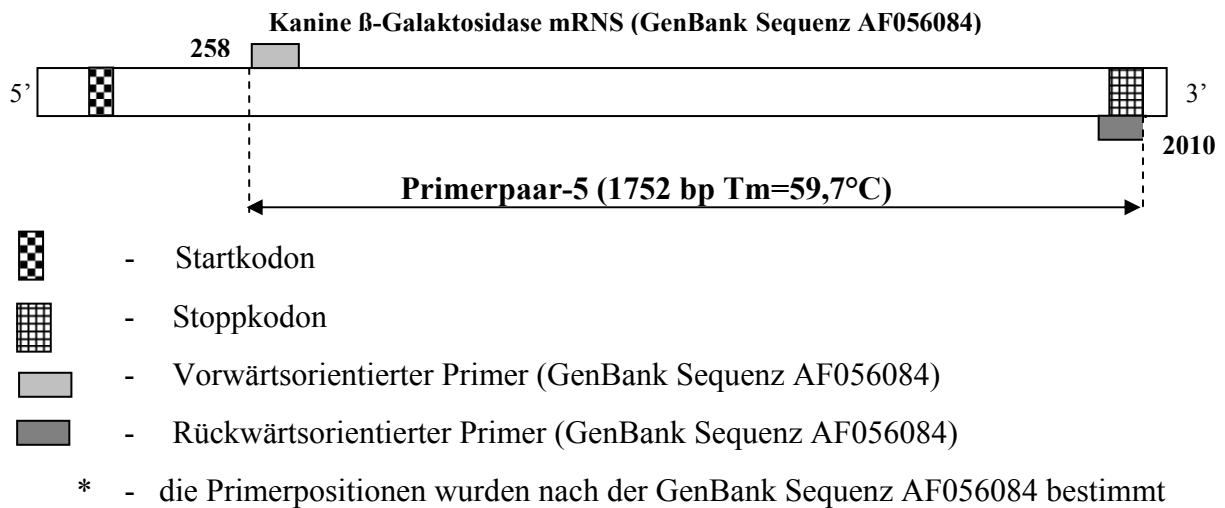 Kanine ß-Galaktosidase mRNS (GenBank Sequenz AF056084)
258
5’ 3’
2010
Primerpaar-5 (1752 bp Tm=59,7°C)
- Startkodon
- Stoppkodon
- Vorwärtsorientierter Primer (GenBank Sequenz AF056084)
- Rückwärtsorientierter Primer (GenBank Sequenz AF056084)
* - die Primerpositionen wurden nach der GenBank Sequenz AF056084 bestimmt